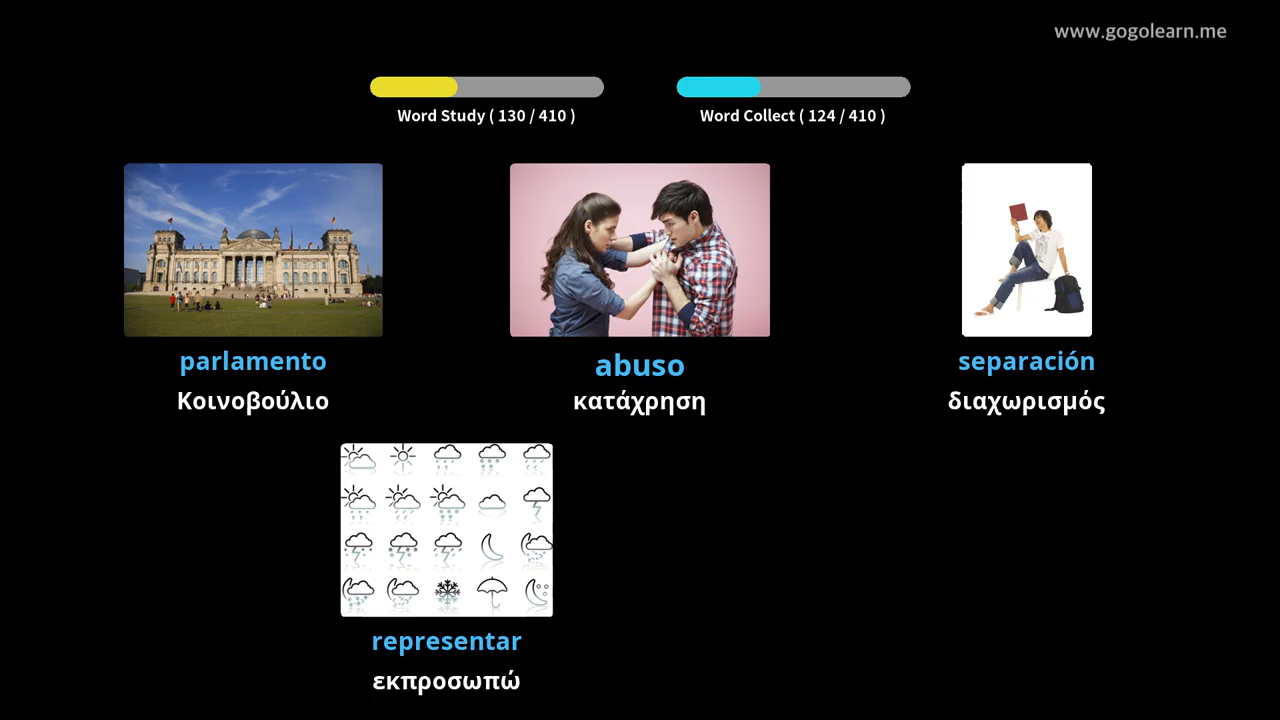 www.gogolearn.me
Word Study ( 130 / 410 )
Word Collect ( 124 / 410 )
parlamento
Κοινοβούλιο
abuso
κατάχρηση
separación
διαχωρισμός
representar
εκπροσωπώ